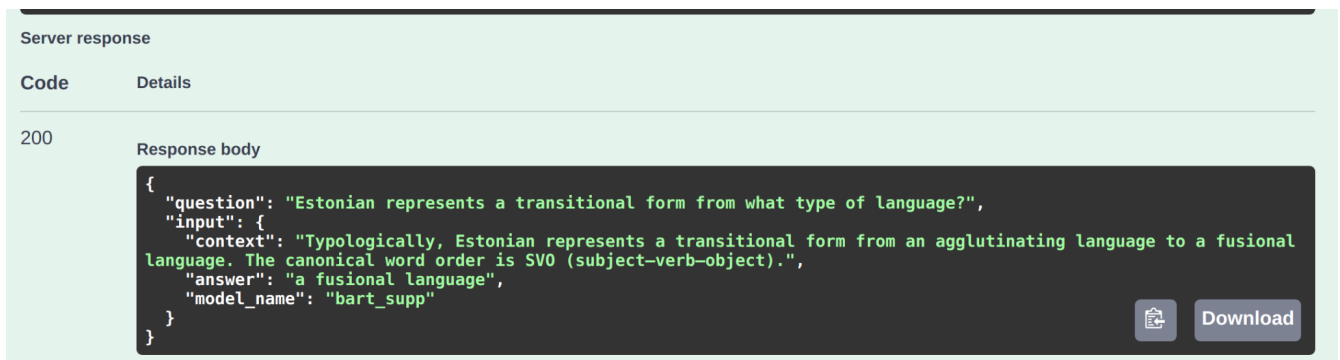 Server response
Code Details
200
Response body
{
  "question": "Estonian represents a transitional form from what type of language?",
  "input": {
    "context": "Typologically, Estonian represents a transitional form from an agglutinating language to a fusional
language. The canonical word order is SVO (subject–verb–object).",
    "answer": "a fusional language",
    "model_name": "bart_supp"
  }
}
Download